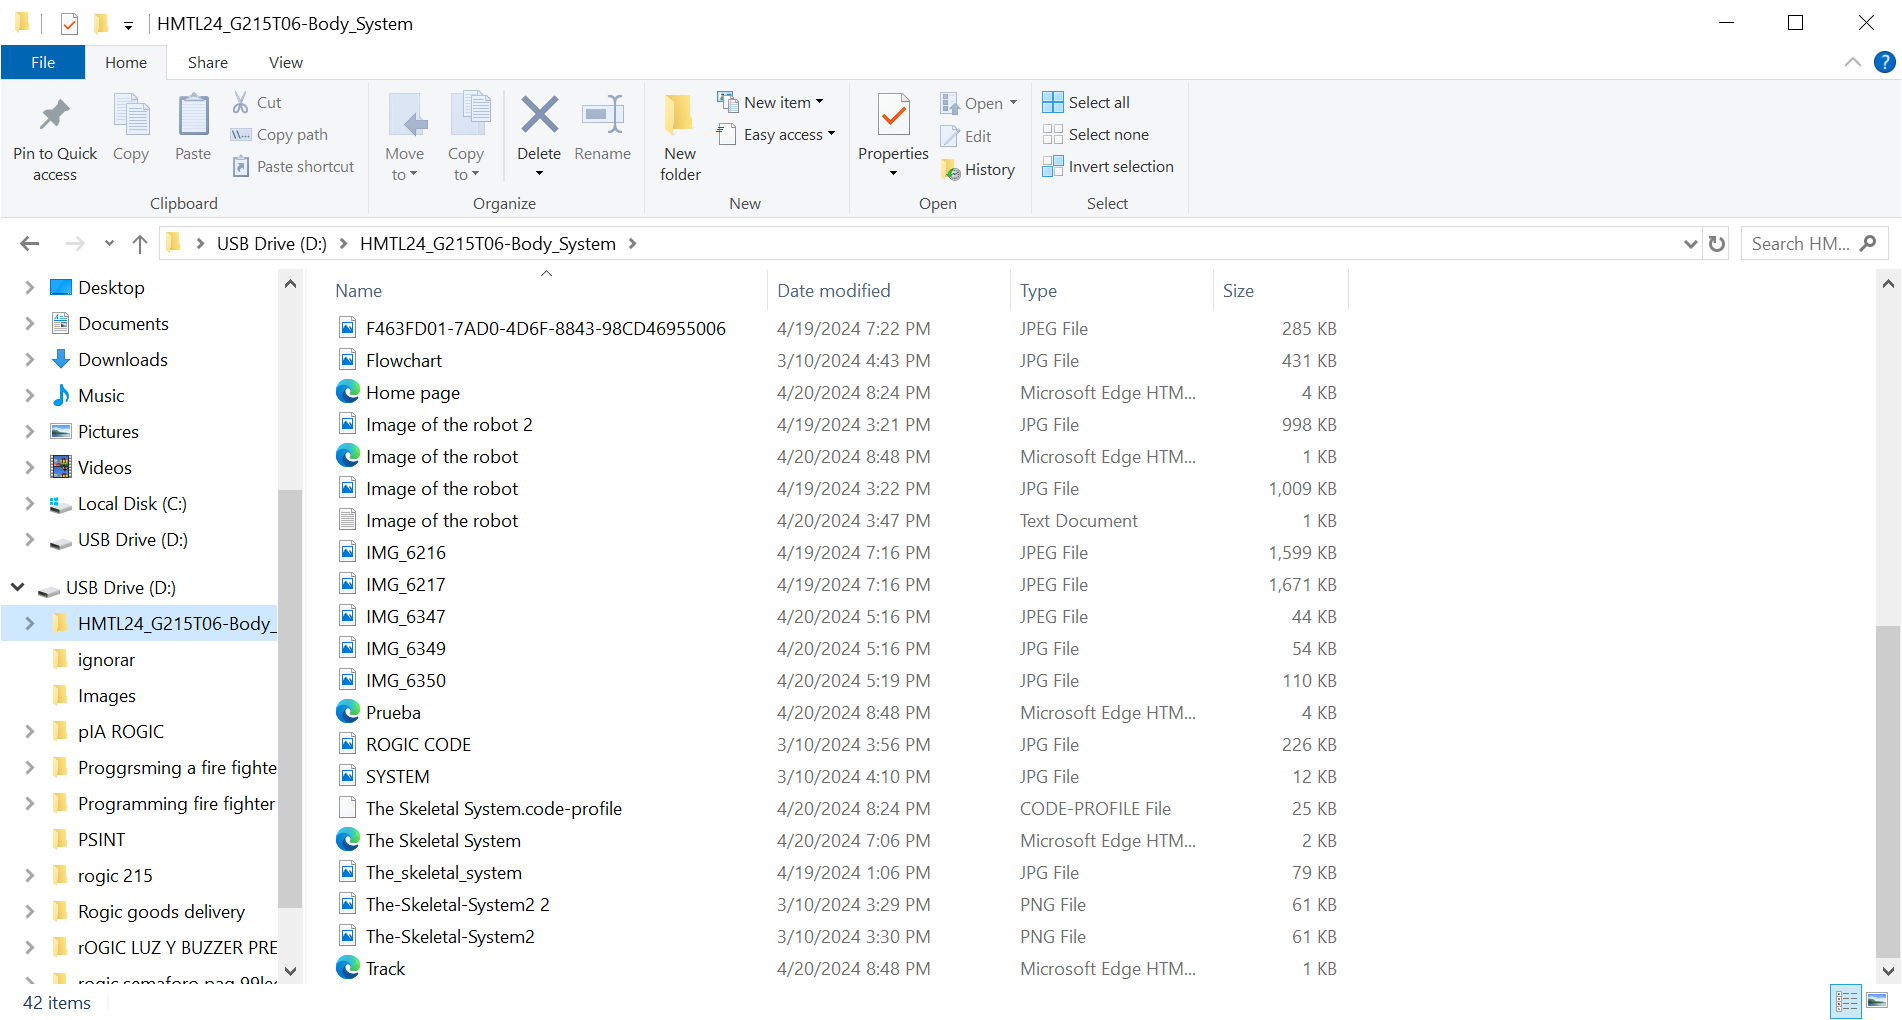 HMTL24_G215T06-Body_System
File Home Share View
Pin to Quick access
Copy
Paste
Cut
Copy path
Paste shortcut
Clipboard
Move to
Copy to
Delete
Rename
Organize
New folder
New item
Easy access
New
Properties
Open
Edit
History
Open
Select all
Select none
Invert selection
Select
USB Drive (D:) HMTL24_G215T06-Body_System
Search HM...
Desktop
Documents
Downloads
Music
Pictures
Videos
Local Disk (C:)
USB Drive (D:)
USB Drive (D:)
HMTL24_G215T06-Body_
ignorar
Images
pIA ROGIC
Proggrsming a fire fighte
Programming fire fighter
PSINT
rogic 215
Rogic goods delivery
rOGIC LUZ Y BUZZER PRE
Name Date modified Type Size
F463FD01-7AD0-4D6F-8843-98CD46955006 4/19/2024 7:22 PM JPEG File 285 KB
Flowchart 3/10/2024 4:43 PM JPG File 431 KB
Home page 4/20/2024 8:24 PM Microsoft Edge HTM... 4 KB
Image of the robot 2 4/19/2024 3:21 PM JPG File 998 KB
Image of the robot 4/20/2024 8:48 PM Microsoft Edge HTM... 1 KB
Image of the robot 4/19/2024 3:22 PM JPG File 1,009 KB
Image of the robot 4/20/2024 3:47 PM Text Document 1 KB
IMG_6216 4/19/2024 7:16 PM JPEG File 1,599 KB
IMG_6217 4/19/2024 7:16 PM JPEG File 1,671 KB
IMG_6347 4/20/2024 5:16 PM JPEG File 44 KB
IMG_6349 4/20/2024 5:16 PM JPG File 54 KB
IMG_6350 4/20/2024 5:19 PM JPG File 110 KB
Prueba 4/20/2024 8:48 PM Microsoft Edge HTM... 4 KB
ROGIC CODE 3/10/2024 3:56 PM JPG File 226 KB
SYSTEM 3/10/2024 4:10 PM JPG File 12 KB
The Skeletal System.code-profile 4/20/2024 8:24 PM CODE-PROFILE File 25 KB
The Skeletal System 4/20/2024 7:06 PM Microsoft Edge HTM... 2 KB
The_skeletal_system 4/19/2024 1:06 PM JPG File 79 KB
The-Skeletal-System2 2 3/10/2024 3:29 PM PNG File 61 KB
The-Skeletal-System2 3/10/2024 3:30 PM PNG File 61 KB
Track 4/20/2024 8:48 PM Microsoft Edge HTM... 1 KB
42 items